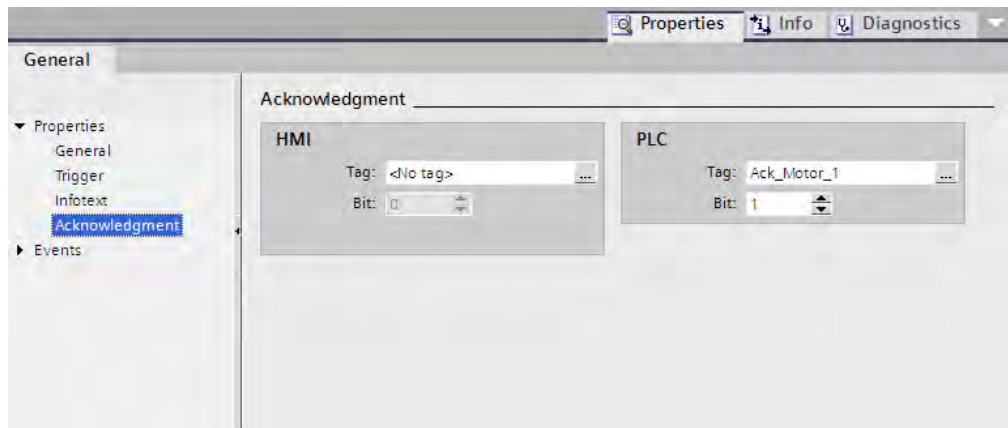 Properties Info Diagnostics
General
Acknowledgment
Properties
General
Trigger
Infotext
Acknowledgment
Events
HMI
Tag: <No tag> ...
Bit: 0
PLC
Tag: Ack_Motor_1 ...
Bit: 1